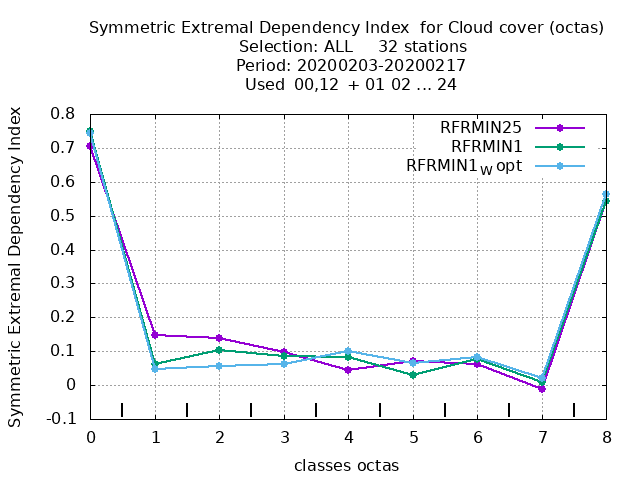 Symmetric Extremal Dependency Index for Cloud cover (octas)
Selection: ALL 32 stations
Period: 20200203-20200217
Used 00,12 + 01 02 ... 24
Symmetric Extremal Dependency Index
0.8
0.7
0.6
0.5
0.4
0.3
0.2
0.1
0
-0.1
RFRMIN25
RFRMIN1
RFRMIN1W opt
0 1 2 3 4 5 6 7 8
classes octas